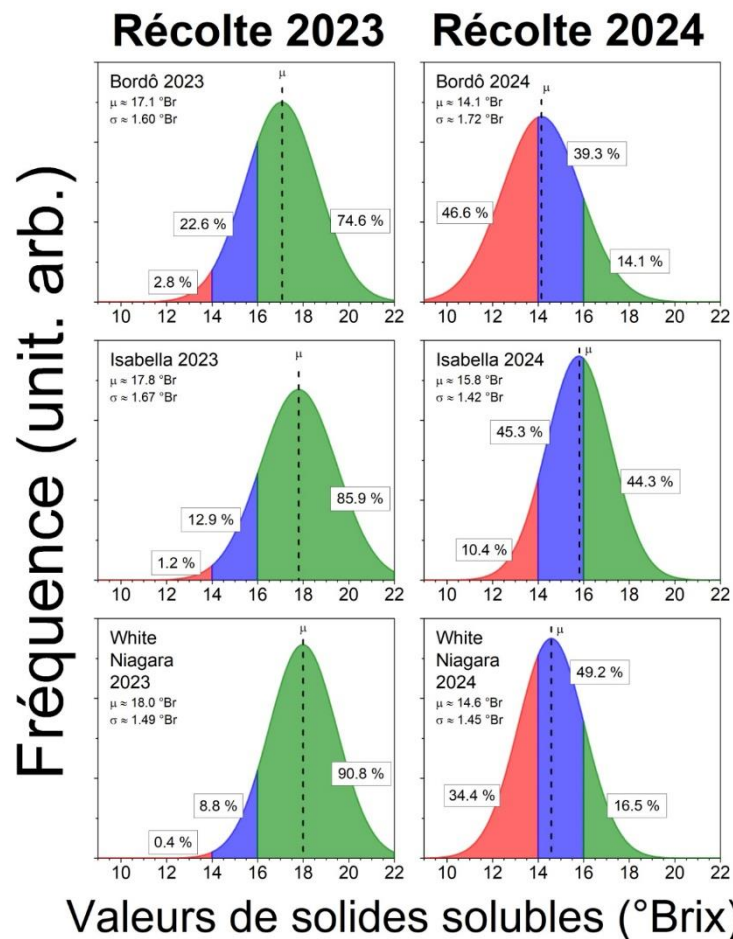 Récolte 2023
Récolte 2024
Fréquence (unit. arb.)
Bordô 2023
μ ≈ 17.1 °Br
σ ≈ 1.60 °Br
μ
22.6 %
74.6 %
2.8 %
10 12 14 16 18 20 22
Bordô 2024
μ ≈ 14.1 °Br
σ ≈ 1.72 °Br
μ
39.3 %
46.6 %
14.1 %
10 12 14 16 18 20 22
Isabella 2023
μ ≈ 17.8 °Br
σ ≈ 1.67 °Br
μ
85.9 %
12.9 %
1.2 %
10 12 14 16 18 20 22
Isabella 2024
μ ≈ 15.8 °Br
σ ≈ 1.42 °Br
μ
45.3 %
44.3 %
10.4 %
10 12 14 16 18 20 22
White
Niagara
2023
μ ≈ 18.0 °Br
σ ≈ 1.49 °Br
μ
90.8 %
8.8 %
0.4 %
10 12 14 16 18 20 22
White
Niagara
2024
μ ≈ 14.6 °Br
σ ≈ 1.45 °Br
μ
49.2 %
34.4 %
16.5 %
10 12 14 16 18 20 22
Valeurs de solides solubles (°Brix)